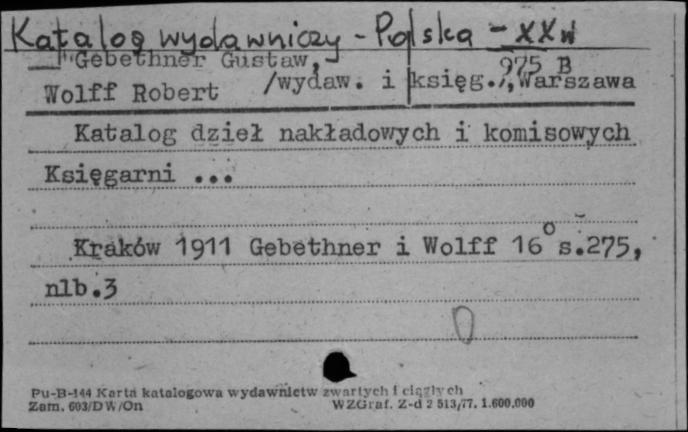 Katalog wydawniczy - Polska - XXw
Gebethner Gustaw, 975 B
Wolff Robert /wydaw. i księg./, Warszawa
Katalog dzieł nakładowych i komisowych
Księgarni ...
Kraków 1911 Gebethner i Wolff 16° s.275,
nlb.3
Pu-B-144 Karta katalogowa wydawnictw zwartych i ciągłych
Zam. 603/DW/On WZGraf. Z-d 2 513/77. 1.600.000